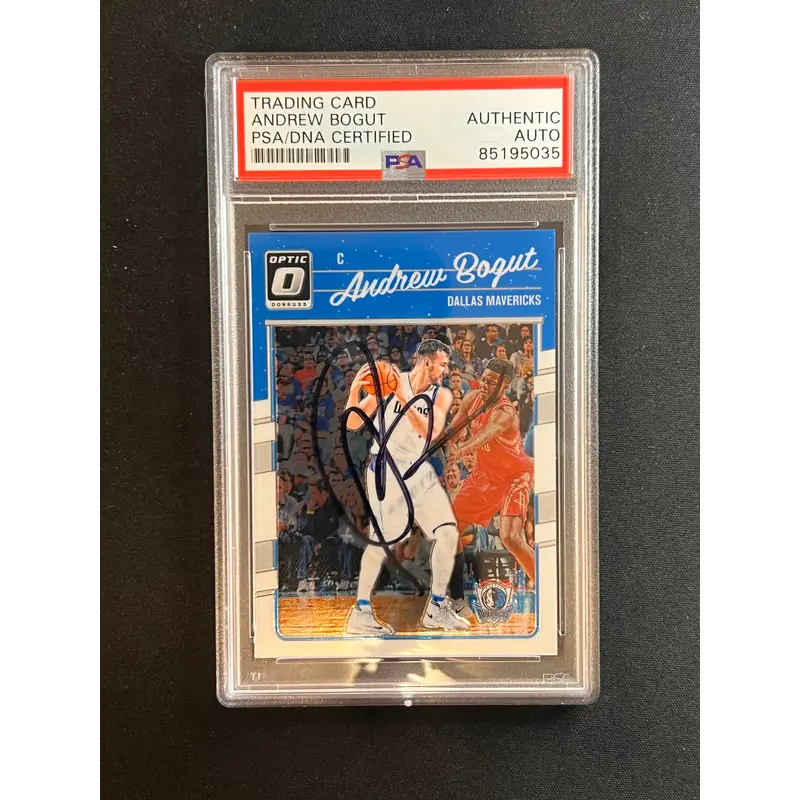 TRADING CARD
ANDREW BOGUT
PSA/DNA CERTIFIED
AUTHENTIC
AUTO
85195035
PSA
OPTIC
DONRUSS
C
Andrew Bogut
DALLAS MAVERICKS